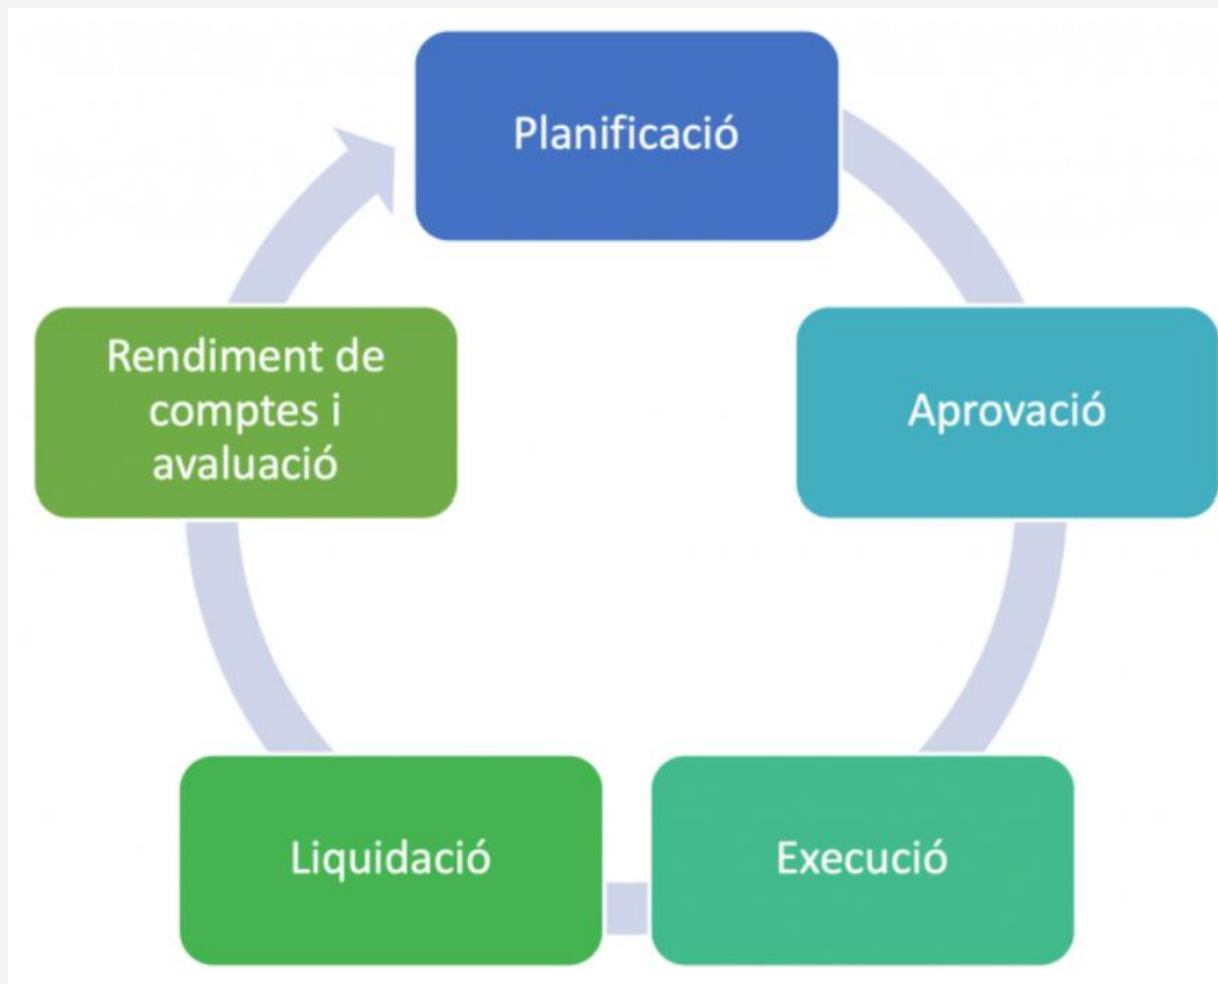 Planificació
Aprovació
Execució
Liquidació
Rendiment de
comptes i
avaluació